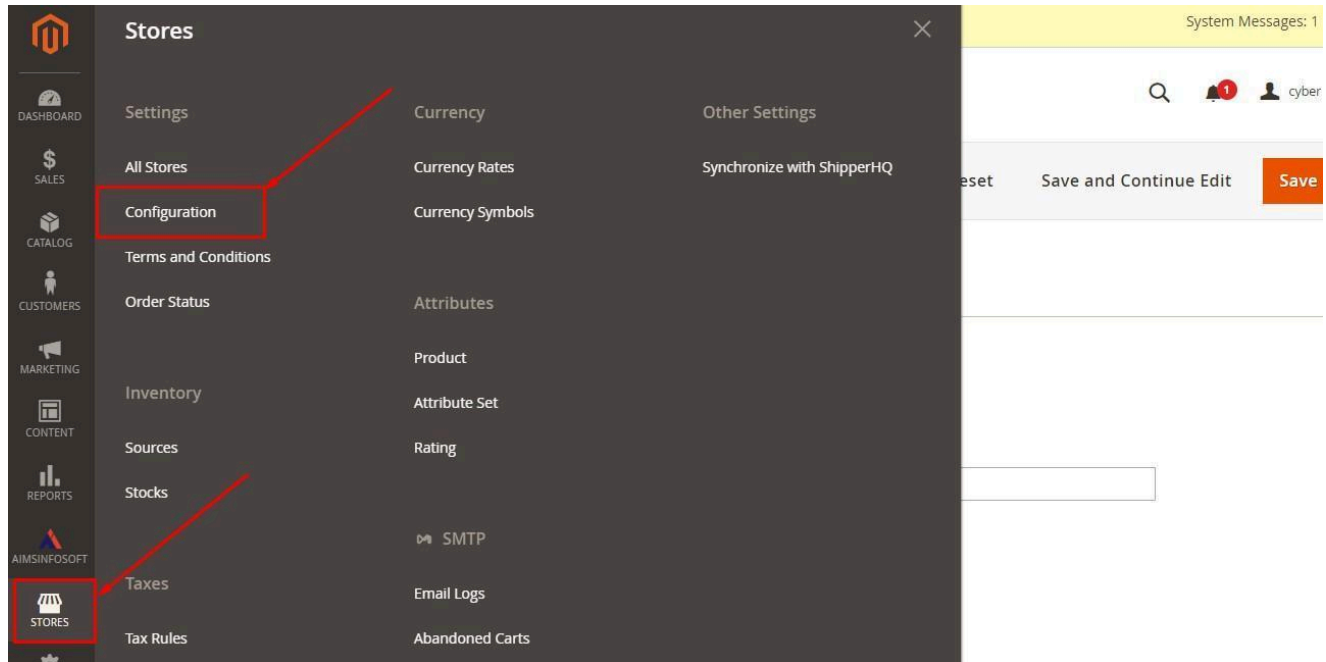 System Messages: 1
Stores
1
cyber
DASHBOARD
Settings
Currency
Other Settings
SALES
All Stores
Currency Rates
Synchronize with ShipperHQ
eset
Save and Continue Edit
Save
Configuration
Currency Symbols
CATALOG
Terms and Conditions
CUSTOMERS
Order Status
Attributes
MARKETING
Product
Inventory
Attribute Set
CONTENT
Sources
Rating
REPORTS
Stocks
SMTP
AIMSINFOSOFT
Taxes
Email Logs
STORES
Tax Rules
Abandoned Carts